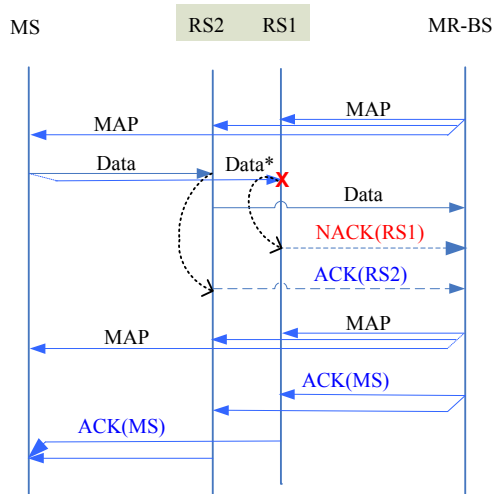 MS RS2 RS1 MR-BS
MAP
MAP
Data Data* X
Data
NACK(RS1)
ACK(RS2)
MAP
MAP
ACK(MS)
ACK(MS)